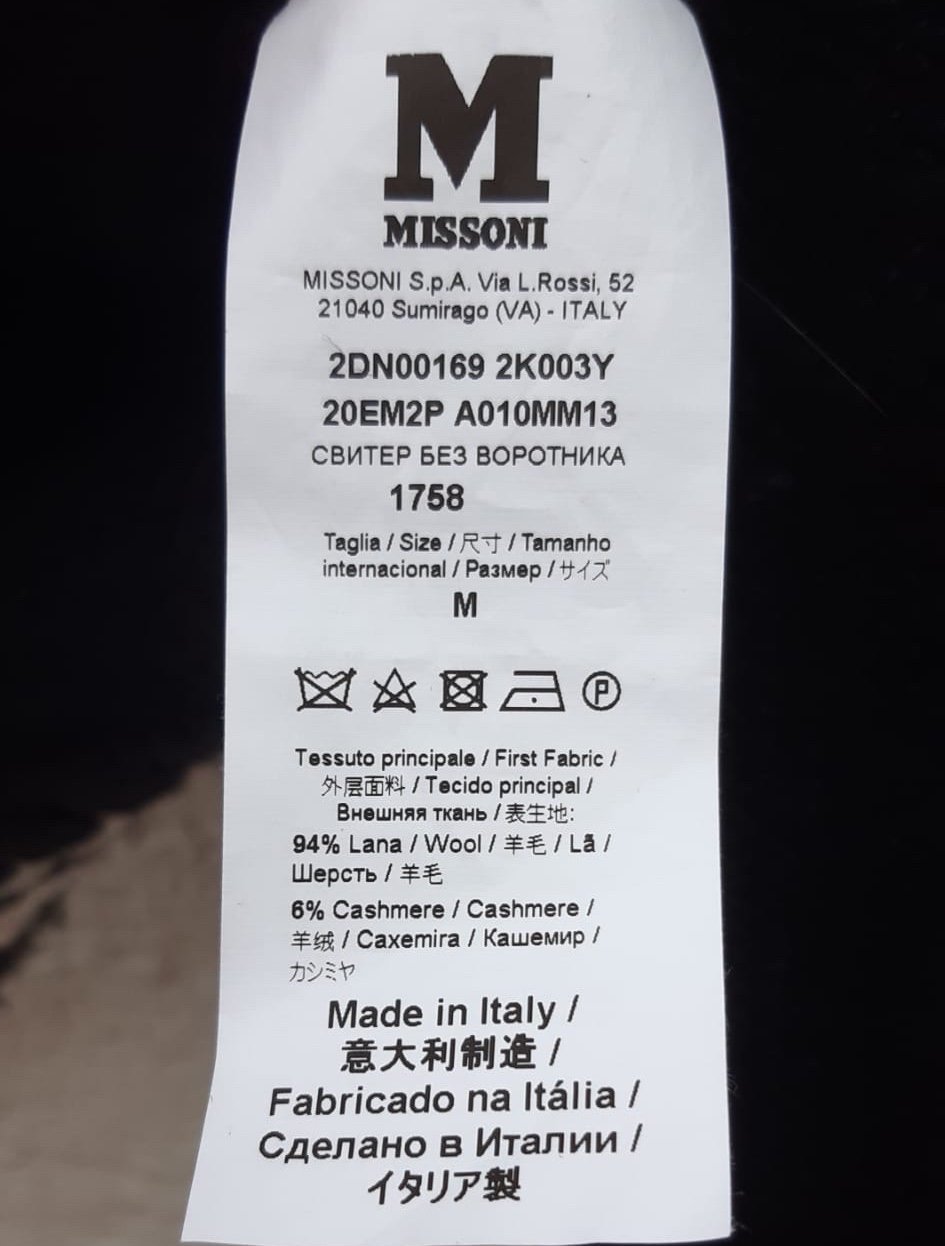 M
MISSONI
MISSONI S.p.A. Via L.Rossi, 52
21040 Sumirago (VA) - ITALY
2DN00169 2K003Y
20EM2P A010MM13
СВИТЕР БЕЗ ВОРОТНИКА
1758
Taglia / Size / 尺寸 / Tamanho
internacional / Размер / サイズ
M
P
Tessuto principale / First Fabric /
外层面料 / Tecido principal /
Внешняя ткань / 表生地:
94% Lana / Wool / 羊毛 / Lã /
Шерсть / 羊毛
6% Cashmere / Cashmere /
羊绒 / Caxemira / Кашемир /
カシミヤ
Made in Italy /
意大利制造 /
Fabricado na Itália /
Сделано в Италии /
イタリア製